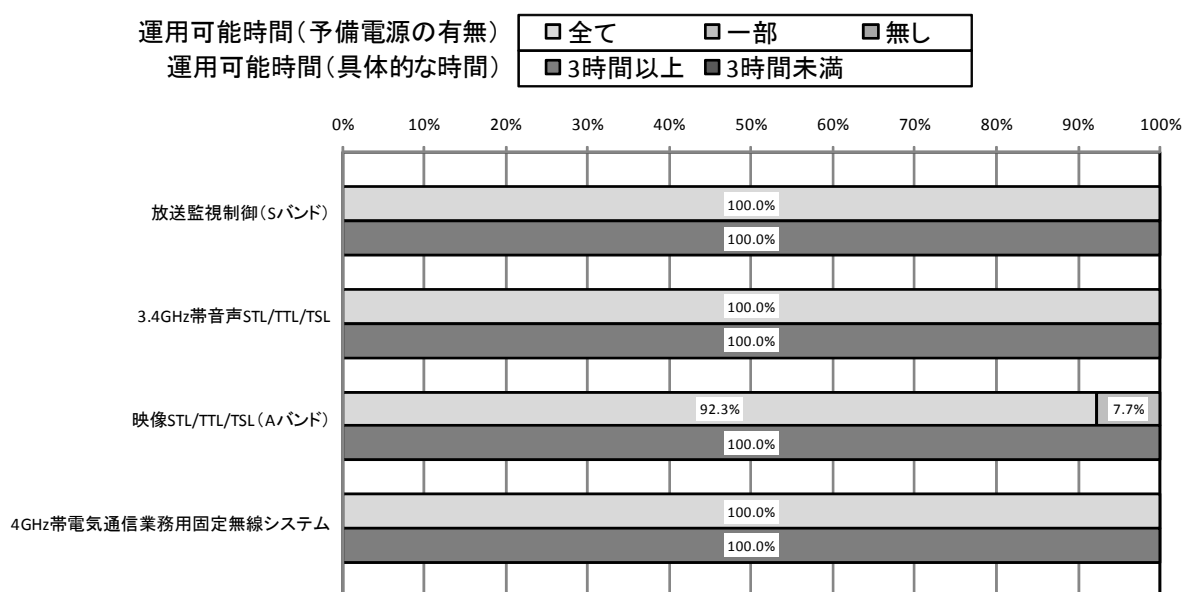 運用可能時間(予備電源の有無) 全て 一部 無し
運用可能時間(具体的な時間) 3時間以上 3時間未満
0% 10% 20% 30% 40% 50% 60% 70% 80% 90% 100%
放送監視制御(Sバンド)
100.0%
100.0%
3.4GHz帯音声STL/TTL/TSL
100.0%
100.0%
映像STL/TTL/TSL(Aバンド)
92.3% 7.7%
100.0%
4GHz帯電気通信業務用固定無線システム
100.0%
100.0%